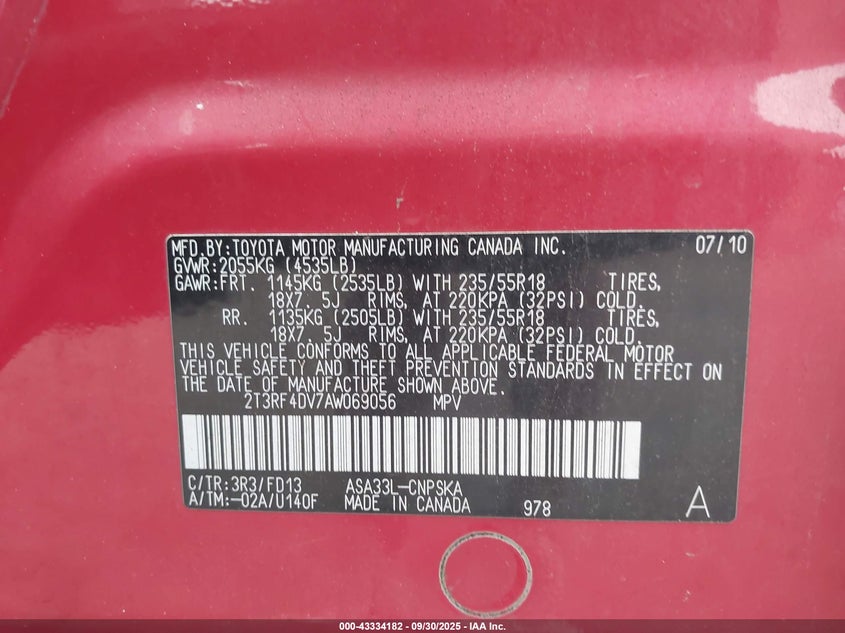 MFD.BY:TOYOTA MOTOR MANUFACTURING CANADA INC. 07/10
GVWR:2055KG (4535LB)
GAWR:FRT. 1145KG (2535LB) WITH 235/55R18 TIRES,
18X7. 5J RIMS, AT 220KPA (32PSI) COLD.
RR. 1135KG (2505LB) WITH 235/55R18 TIRES,
18X7. 5J RIMS, AT 220KPA (32PSI) COLD.
THIS VEHICLE CONFORMS TO ALL APPLICABLE FEDERAL MOTOR
VEHICLE SAFETY AND THEFT PREVENTION STANDARDS IN EFFECT ON
THE DATE OF MANUFACTURE SHOWN ABOVE.
2T3RF4DV7AW069056 MPV
C/TR:3R3/FD13 ASA33L-CNPSKA
A/TM:-02A/U140F MADE IN CANADA 978 A
000-43334182 - 09/30/2025 - IAA Inc.